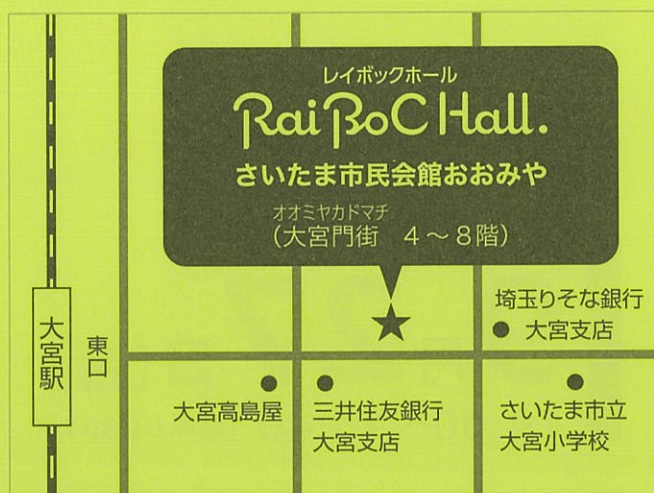 レイボックホール
RaiBoC Hall.
さいたま市民会館おおみや
オオミヤカドマチ
（大宮門街　4～8階）
埼玉りそな銀行
大宮支店
大宮駅
東口
大宮高島屋
三井住友銀行
大宮支店
さいたま市立
大宮小学校